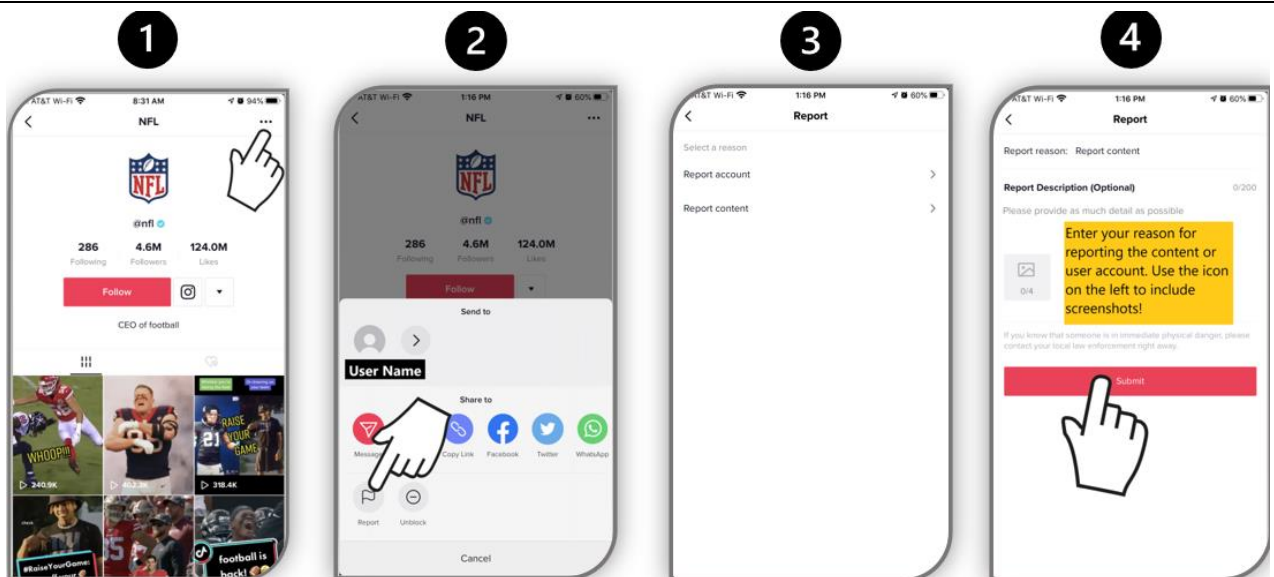 1
2
3
4
AT&T Wi-Fi 8:31 AM 94%
NFL
NFL
@nfl
286 4.6M 124.0M
Following Followers Likes
Follow
CEO of football
WHOOP!!!
RAISE
YOUR
GAME
21
240.9K
318.4K
#RaiseYourGame:
football is
back!
AT&T Wi-Fi 1:16 PM 60%
NFL
NFL
@nfl
286 4.6M 124.0M
Following Followers Likes
Follow
Send to
User Name
Share to
Message Copy Link Facebook Twitter WhatsApp
Report Unblock
Cancel
AT&T Wi-Fi 1:16 PM 60%
Report
Select a reason
Report account
Report content
AT&T Wi-Fi 1:16 PM 60%
Report
Report reason: Report content
Report Description (Optional) 0/200
Please provide as much detail as possible
0/4
Enter your reason for
reporting the content or
user account. Use the icon
on the left to include
screenshots!
If you know that someone is in immediate physical danger, please
contact your local law enforcement right away.
Submit